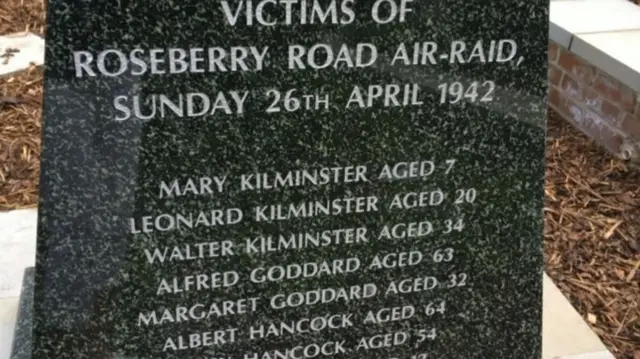 VICTIMS OF
ROSEBERRY ROAD AIR-RAID,
SUNDAY 26TH APRIL 1942
MARY KILMINSTER AGED 7
LEONARD KILMINSTER AGED 20
WALTER KILMINSTER AGED 34
ALFRED GODDARD AGED 63
MARGARET GODDARD AGED 32
ALBERT HANCOCK AGED 64
HANCOCK AGED 54